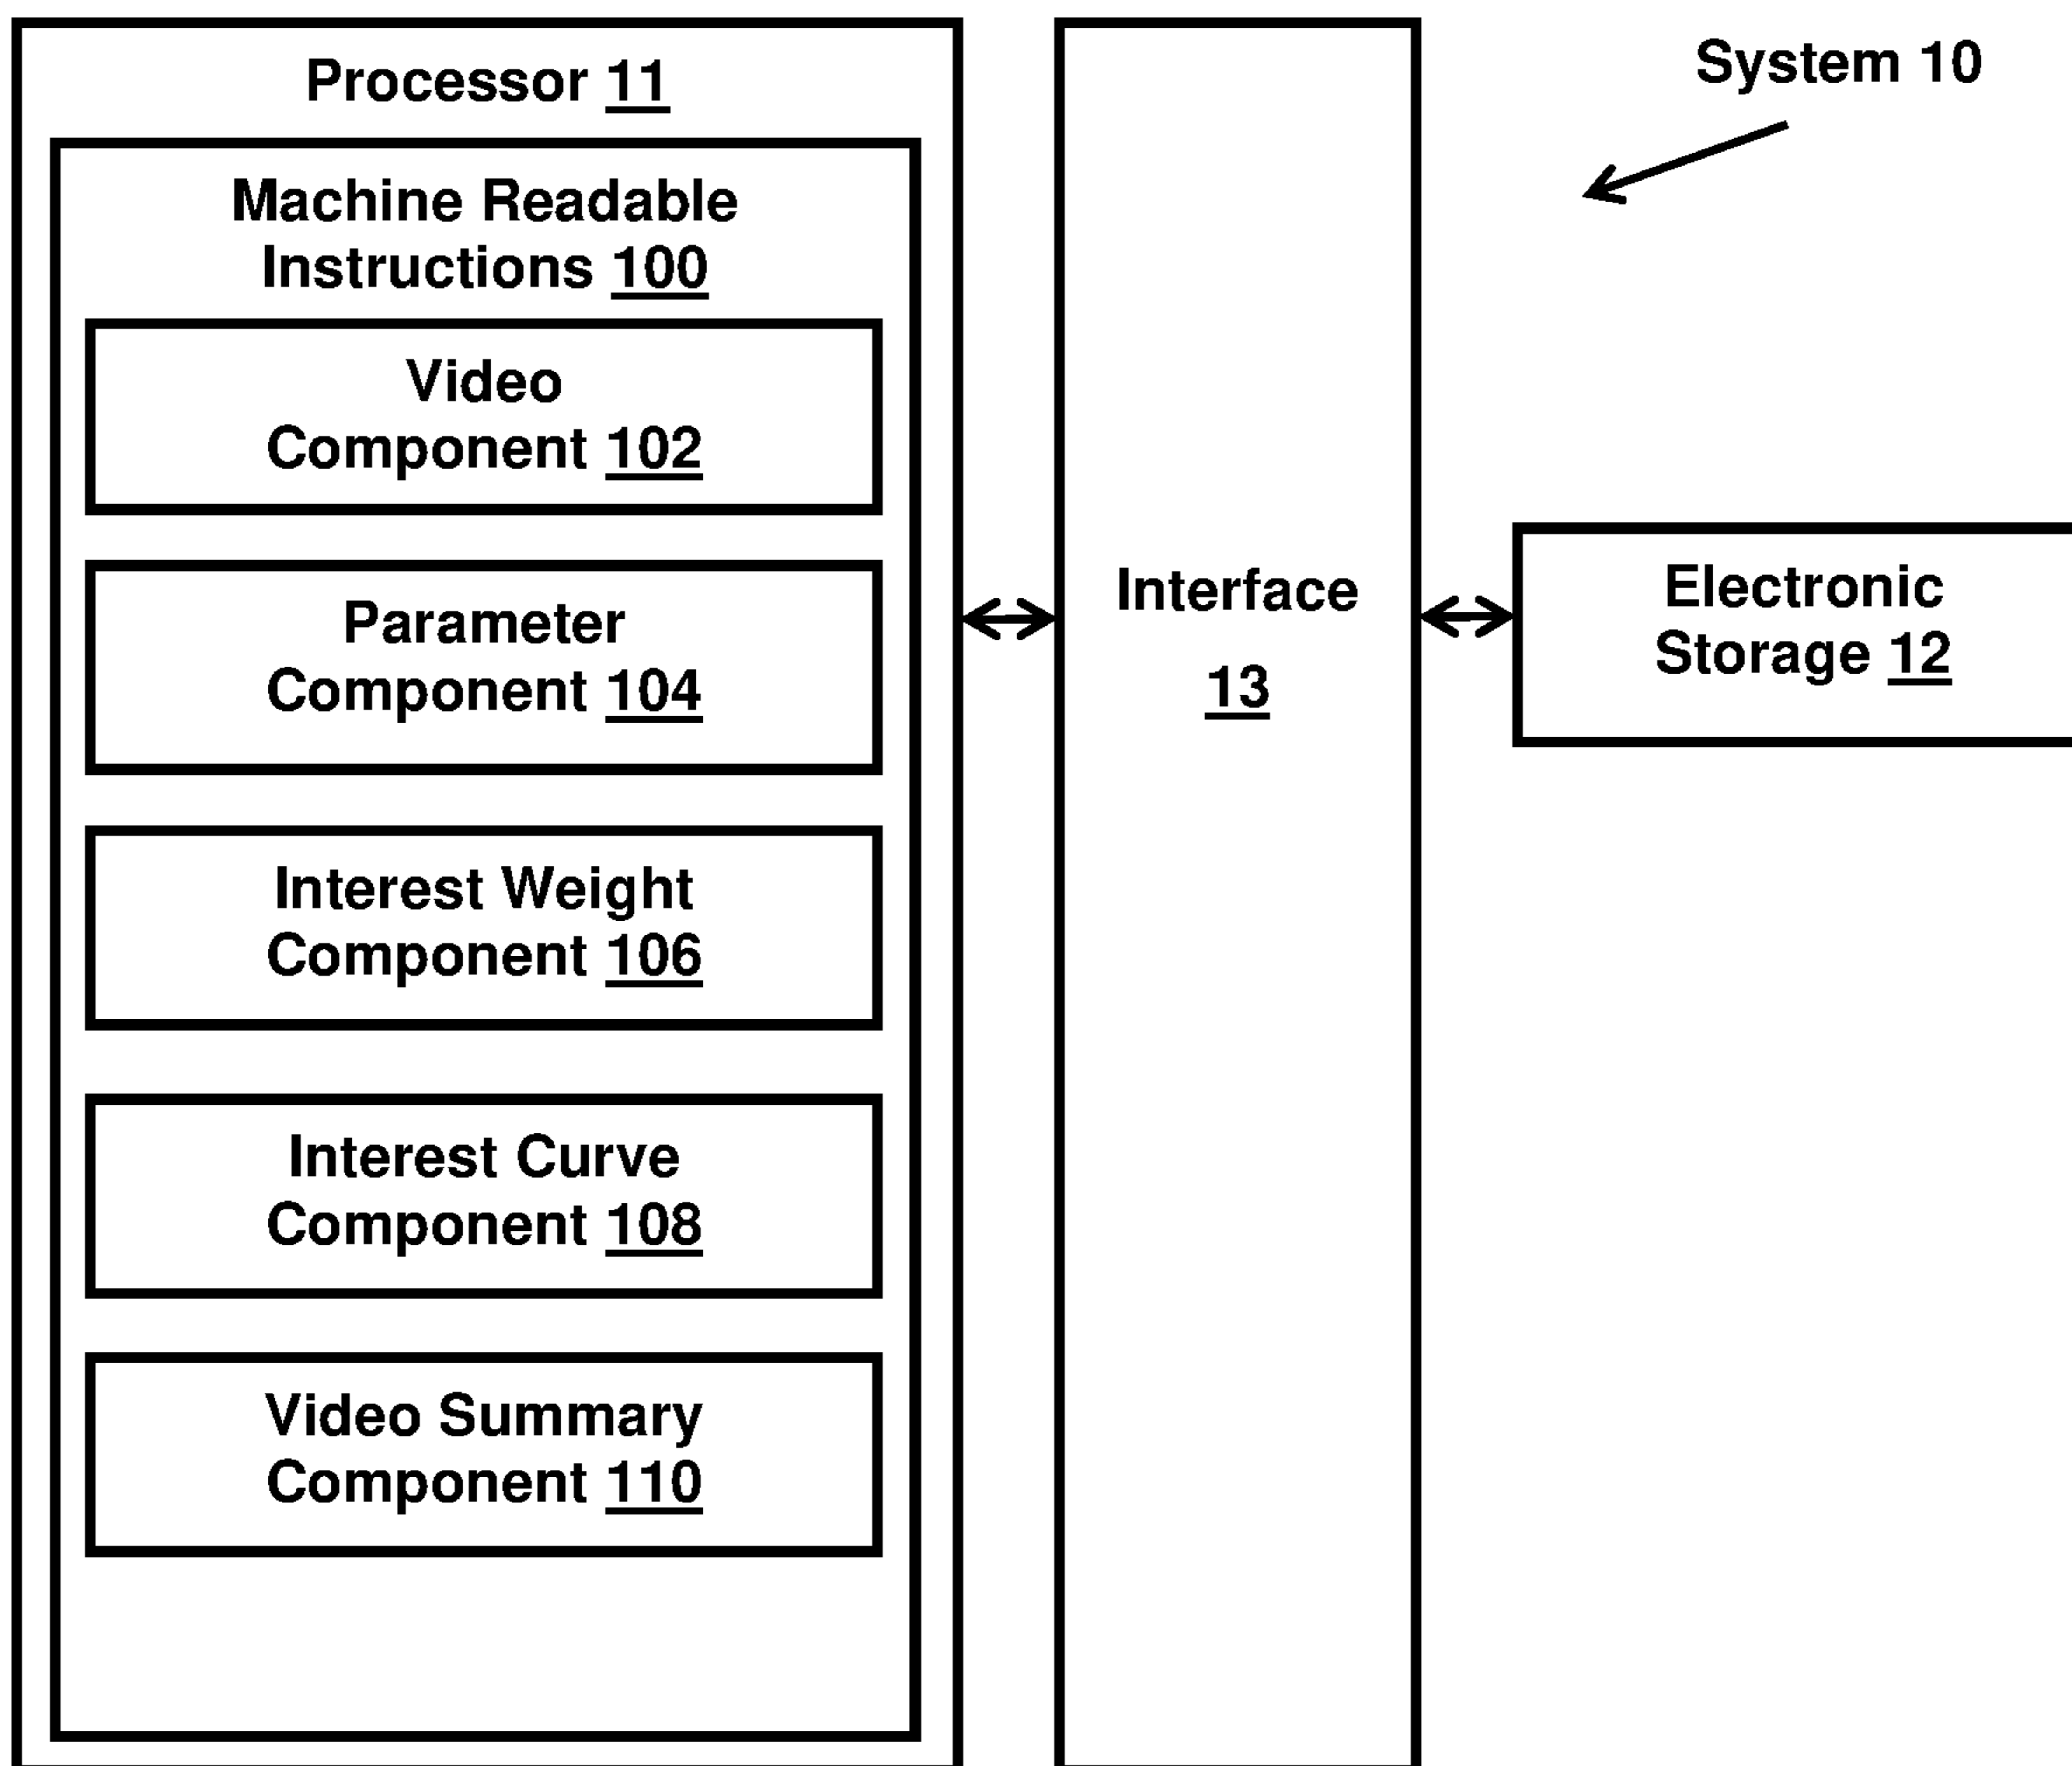 Processor 11
Machine Readable
Instructions 100
Video
Component 102
Parameter
Component 104
Interest Weight
Component 106
Interest Curve
Component 108
Video Summary
Component 110
Interface
13
System 10
Electronic
Storage 12